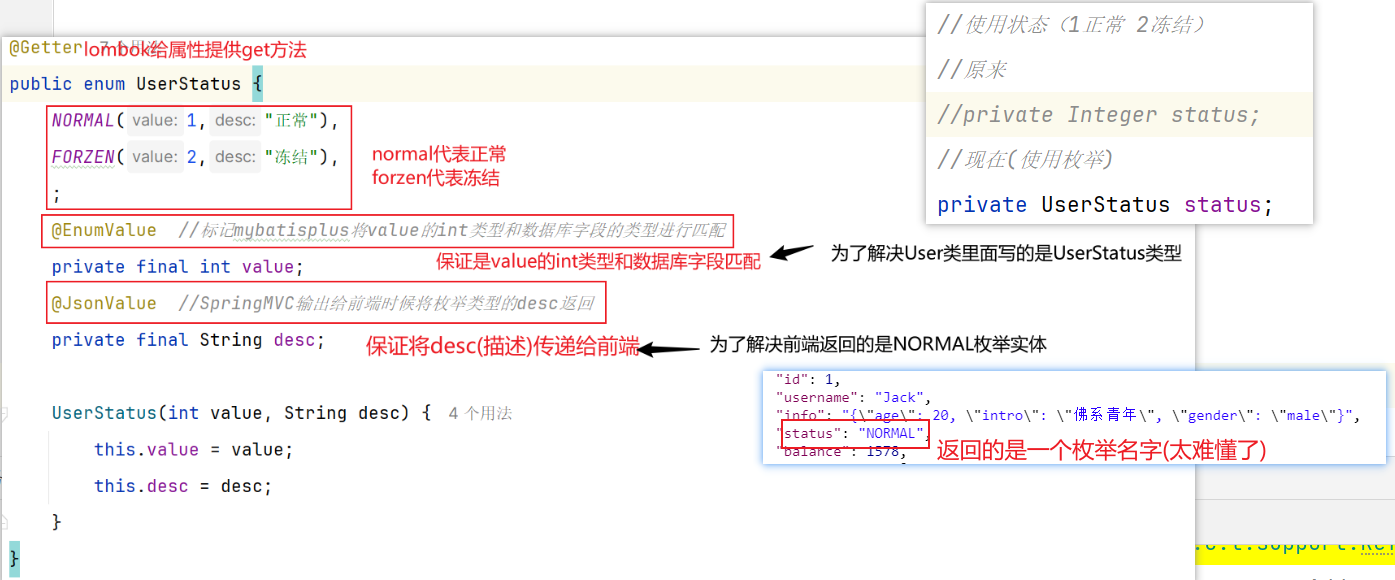 @Getter
lombok给属性提供get方法
public enum UserStatus {
NORMAL( value: 1, desc: "正常"),
FORZEN( value: 2, desc: "冻结"),
;
normal代表正常
forzen代表冻结
@EnumValue //标记mybatisplus将value的int类型和数据库字段的类型进行匹配
private final int value;
保证是value的int类型和数据库字段匹配
为了解决User类里面写的是UserStatus类型
@JsonValue //SpringMVC输出给前端时候将枚举类型的desc返回
private final String desc;
保证将desc(描述)传递给前端
为了解决前端返回的是NORMAL枚举实体
UserStatus(int value, String desc) { 4 个用法
this.value = value;
this.desc = desc;
}
}
//使用状态（1正常 2冻结）
//原来
//private Integer status;
//现在(使用枚举)
private UserStatus status;
"id": 1,
"username": "Jack",
"info": "{\"age\": 20, \"intro\": \"佛系青年\", \"gender\": \"male\"}",
"status": "NORMAL",
"balance": 1578,
返回的是一个枚举名字(太难懂了)